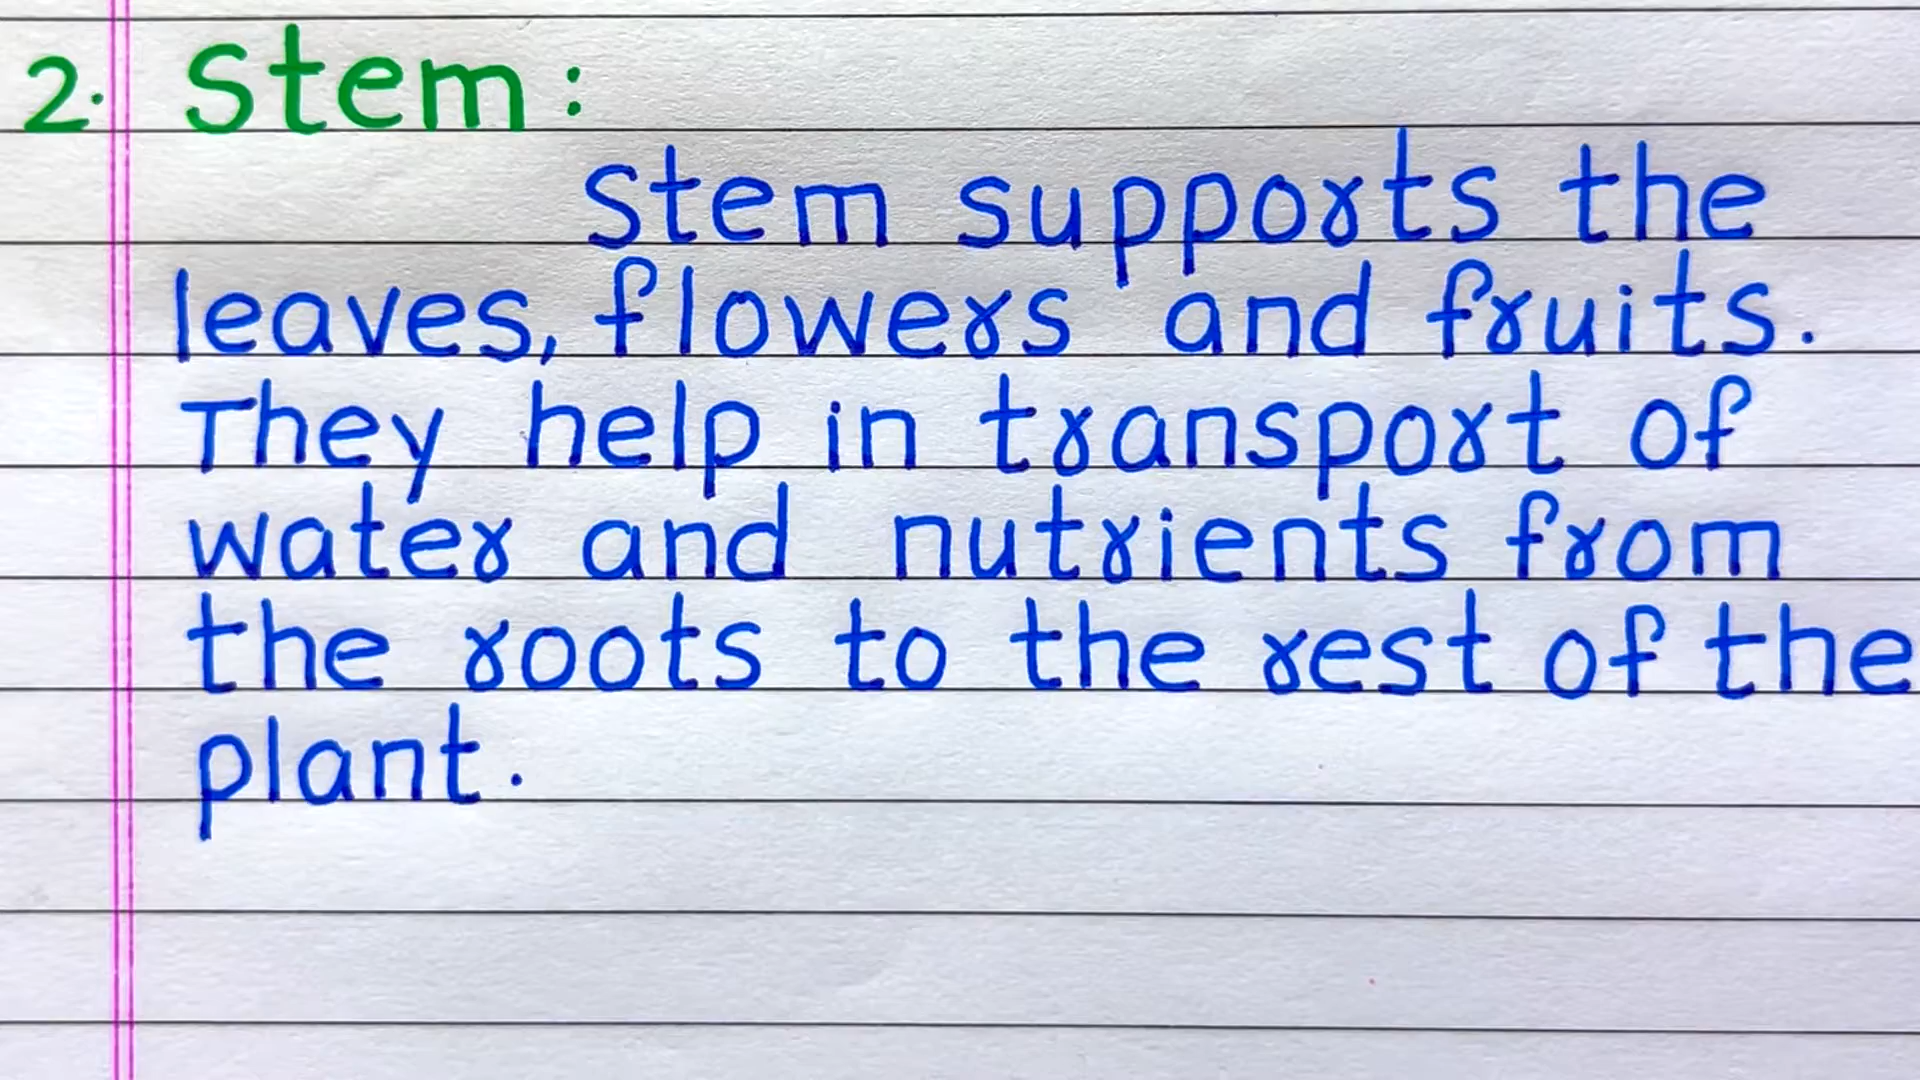 2. Stem:
Stem supports the
leaves, flowers and fruits.
They help in transport of
water and nutrients from
the roots to the rest of the
plant.